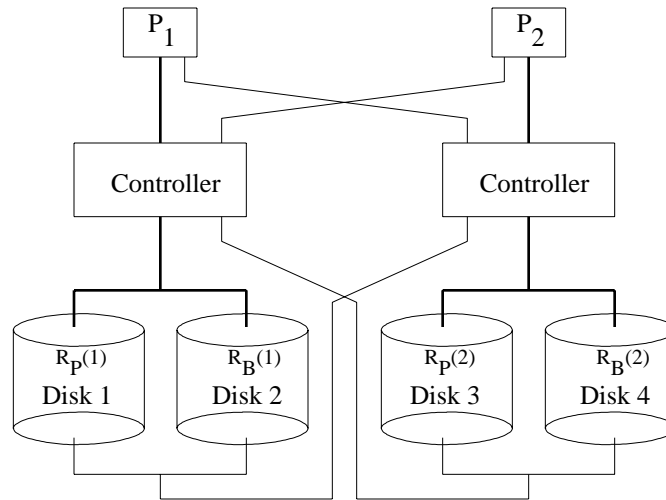 P1 P2
Controller Controller
RP(1) RB(1) RP(2) RB(2)
Disk 1 Disk 2 Disk 3 Disk 4